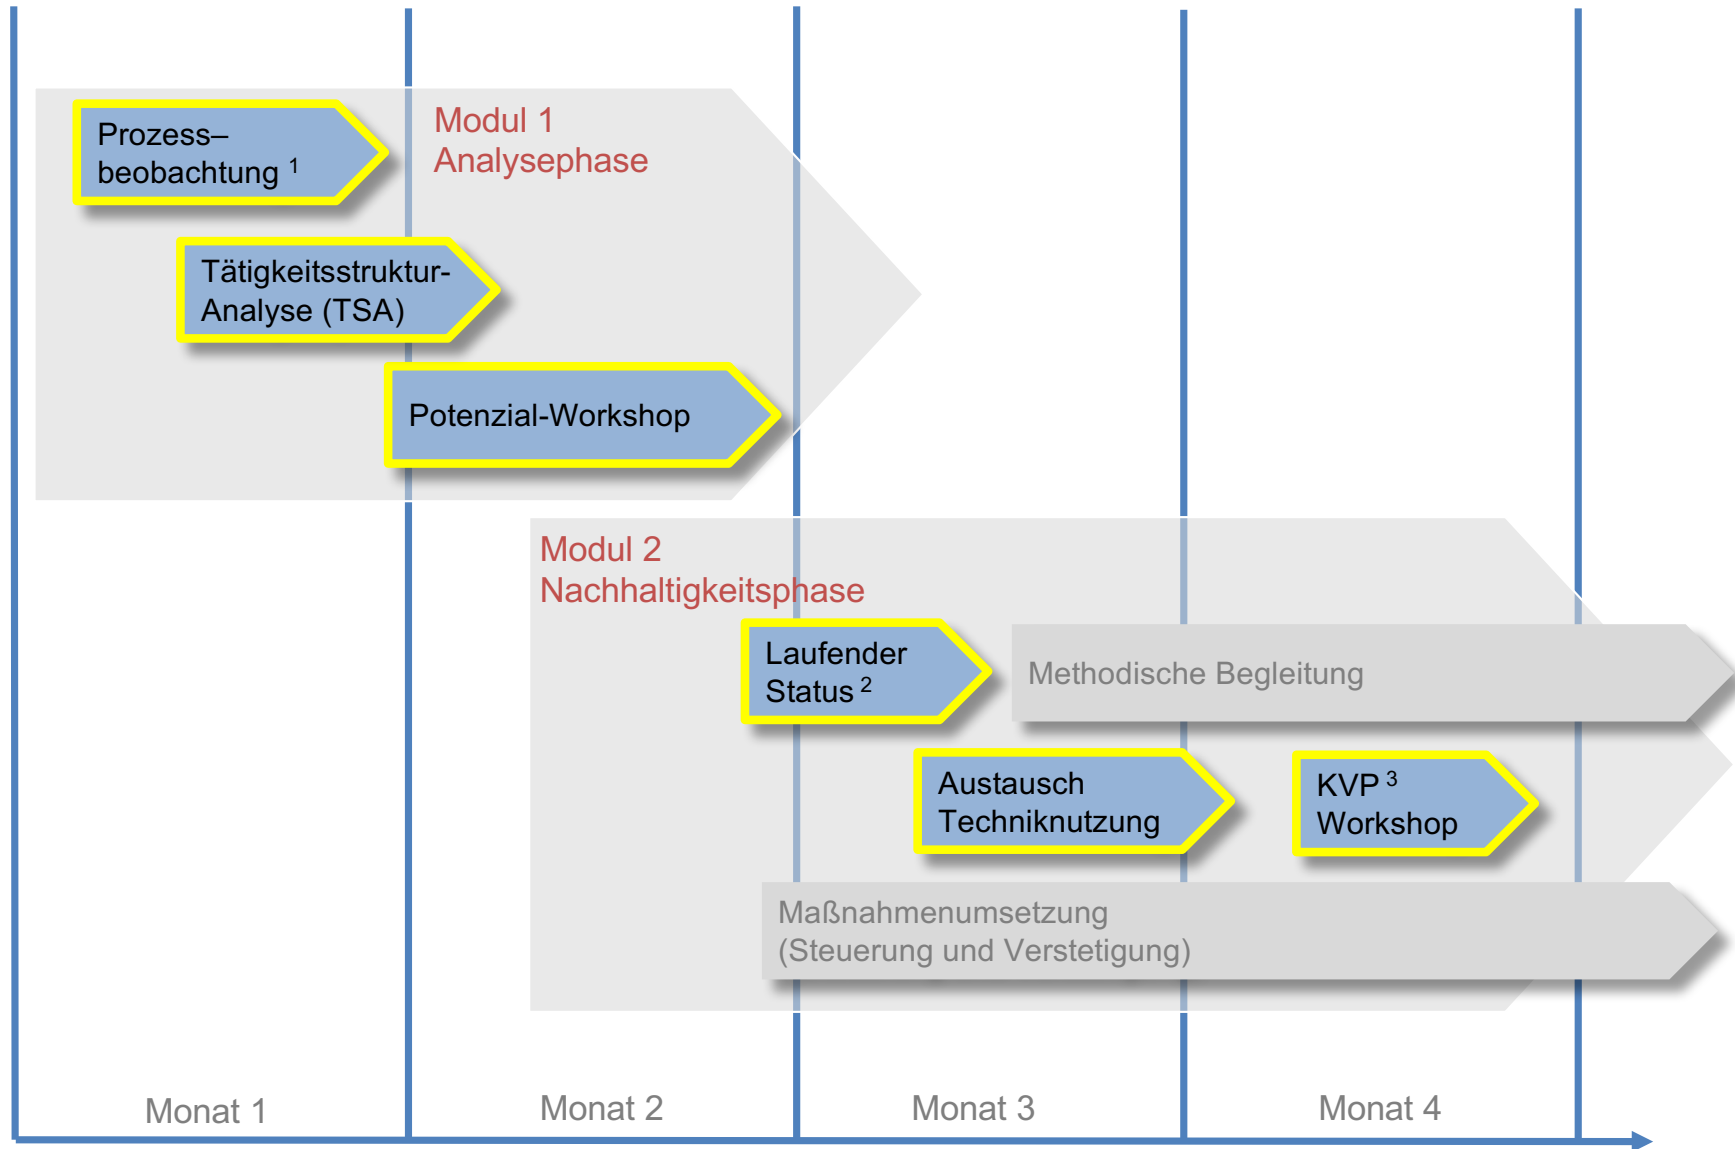 Prozess–
beobachtung ¹
Modul 1
Analysephase
Tätigkeitsstruktur-
Analyse (TSA)
Potenzial-Workshop
Modul 2
Nachhaltigkeitsphase
Laufender
Status ²
Methodische Begleitung
Austausch
Techniknutzung
KVP ³
Workshop
Maßnahmenumsetzung
(Steuerung und Verstetigung)
Monat 1
Monat 2
Monat 3
Monat 4